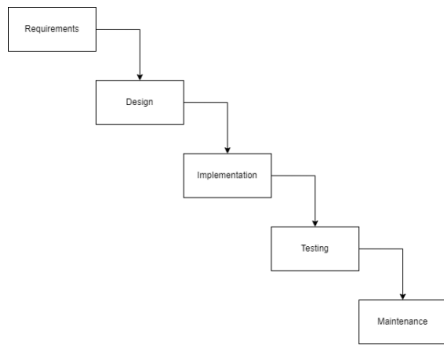 Requirements
Design
Implementation
Testing
Maintenance